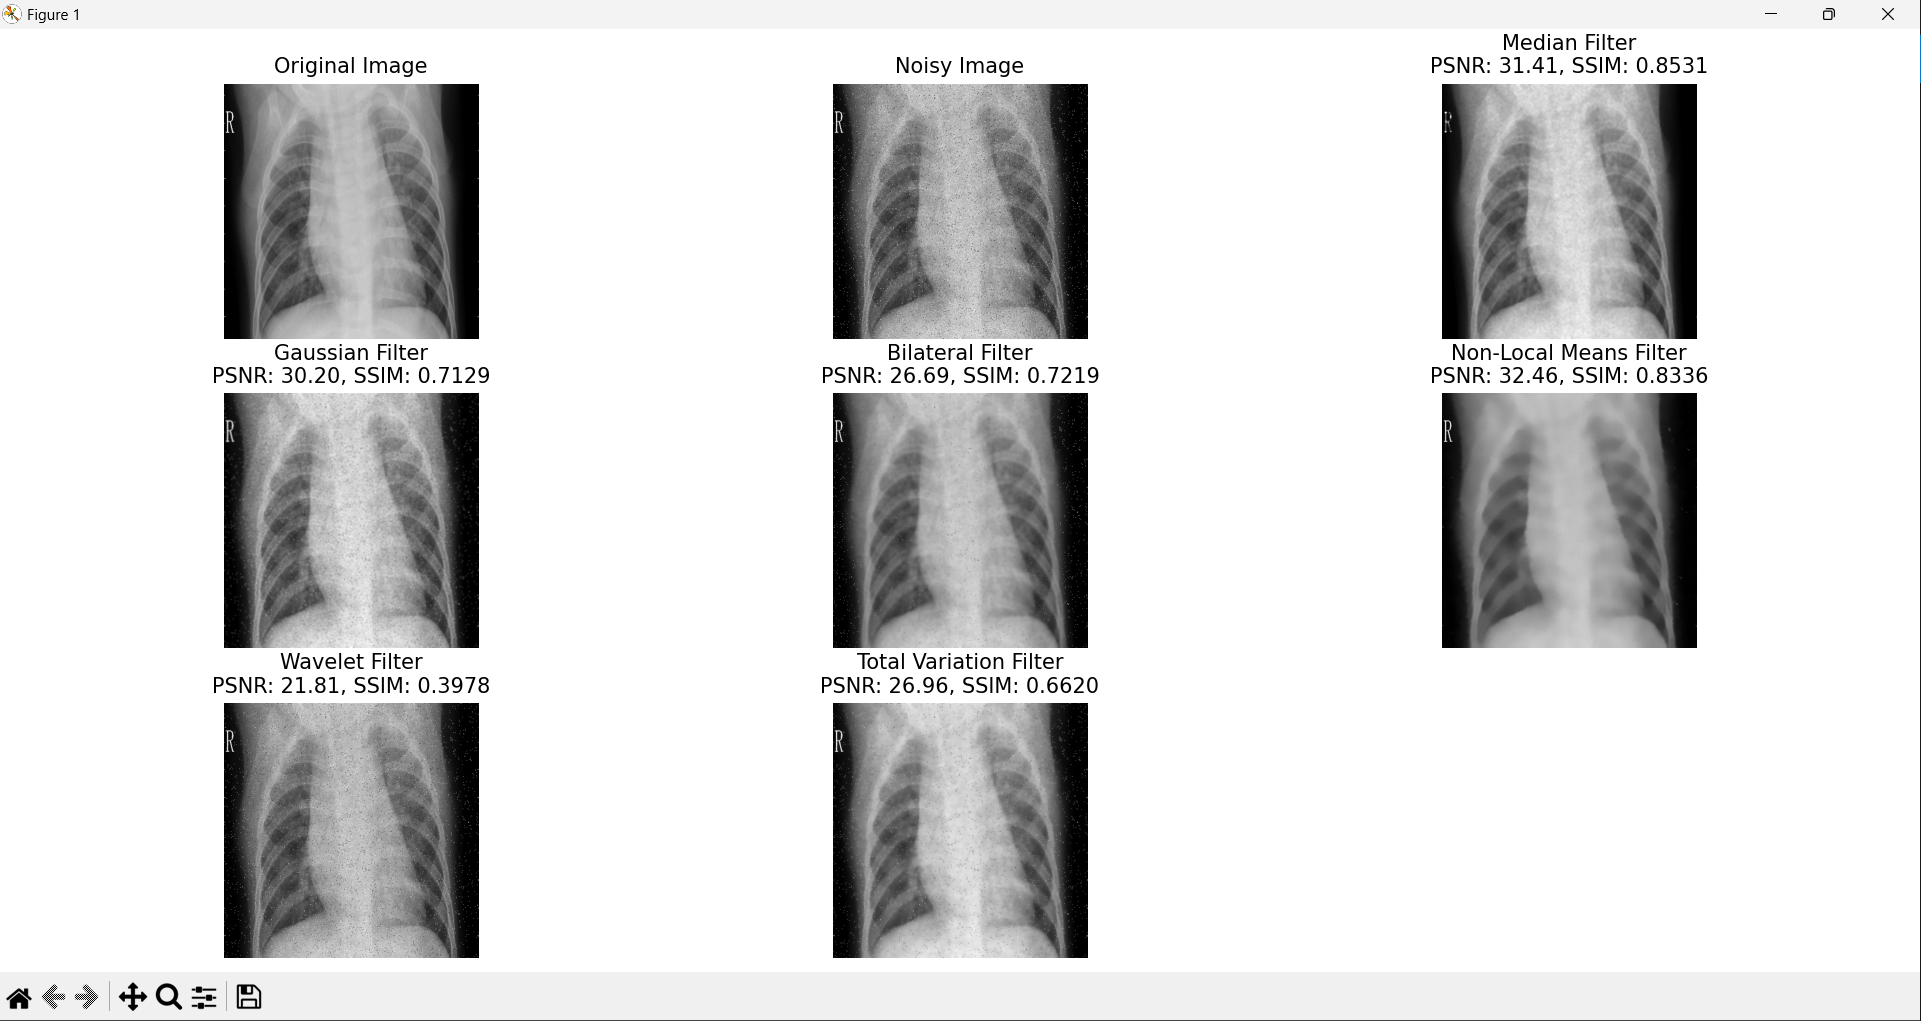 Figure 1
Original Image
Noisy Image
Median Filter
PSNR: 31.41, SSIM: 0.8531
R
R
R
Gaussian Filter
PSNR: 30.20, SSIM: 0.7129
Bilateral Filter
PSNR: 26.69, SSIM: 0.7219
Non-Local Means Filter
PSNR: 32.46, SSIM: 0.8336
R
R
R
Wavelet Filter
PSNR: 21.81, SSIM: 0.3978
Total Variation Filter
PSNR: 26.96, SSIM: 0.6620
R
R